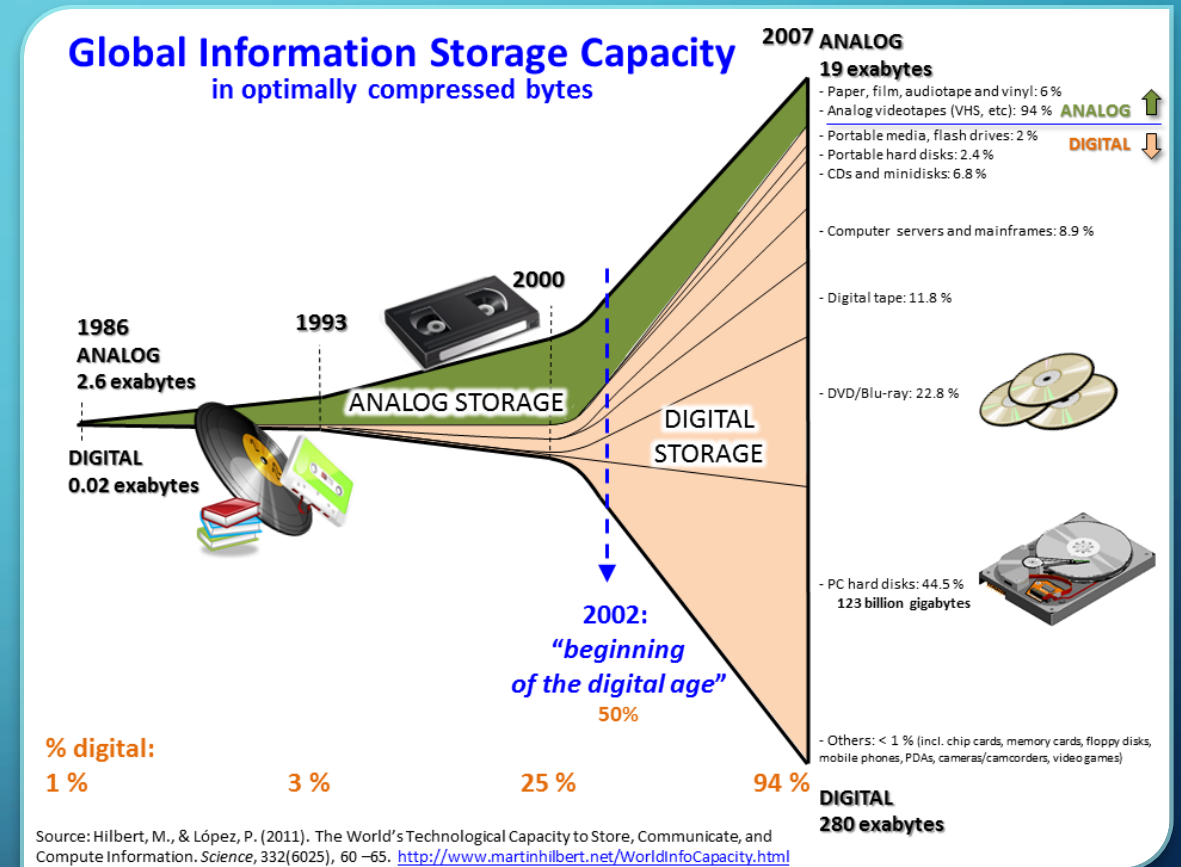 Global Information Storage Capacity
in optimally compressed bytes
2007
ANALOG
19 exabytes
- Paper, film, audiotape and vinyl: 6 %
- Analog videotapes (VHS, etc): 94 %
ANALOG
- Portable media, flash drives: 2 %
DIGITAL
- Portable hard disks: 2.4 %
- CDs and minidisks: 6.8 %
- Computer servers and mainframes: 8.9 %
- Digital tape: 11.8 %
- DVD/Blu-ray: 22.8 %
- PC hard disks: 44.5 %
123 billion gigabytes
- Others: < 1 % (incl. chip cards, memory cards, floppy disks,
mobile phones, PDAs, cameras/camcorders, video games)
DIGITAL
280 exabytes
1986
ANALOG
2.6 exabytes
DIGITAL
0.02 exabytes
1993
2000
ANALOG STORAGE
DIGITAL
STORAGE
2002:
“beginning
of the digital age”
50%
% digital:
1 %
3 %
25 %
94 %
Source: Hilbert, M., & López, P. (2011). The World’s Technological Capacity to Store, Communicate, and
Compute Information. Science, 332(6025), 60 –65. http://www.martinhilbert.net/WorldInfoCapacity.html